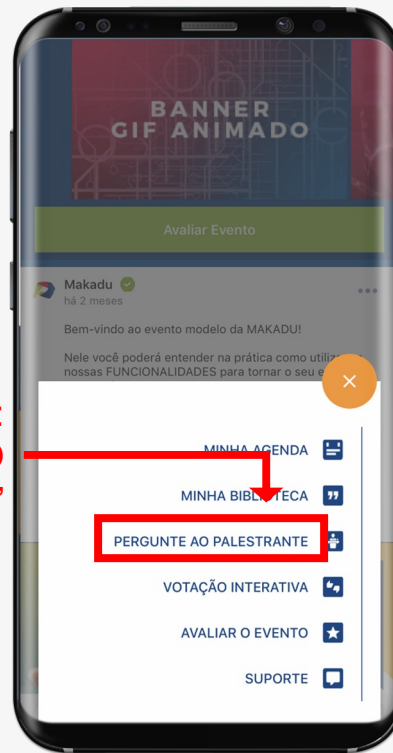 BANNER
GIF ANIMADO
Avaliar Evento
Makadu
há 2 meses
Bem-vindo ao evento modelo da MAKADU!
Nele você poderá entender na prática como
nossas FUNCIONALIDADES para tornar o seu
MINHA AGENDA
MINHA BIBLIOTECA
PERGUNTE AO PALESTRANTE
VOTAÇÃO INTERATIVA
AVALIAR O EVENTO
SUPORTE